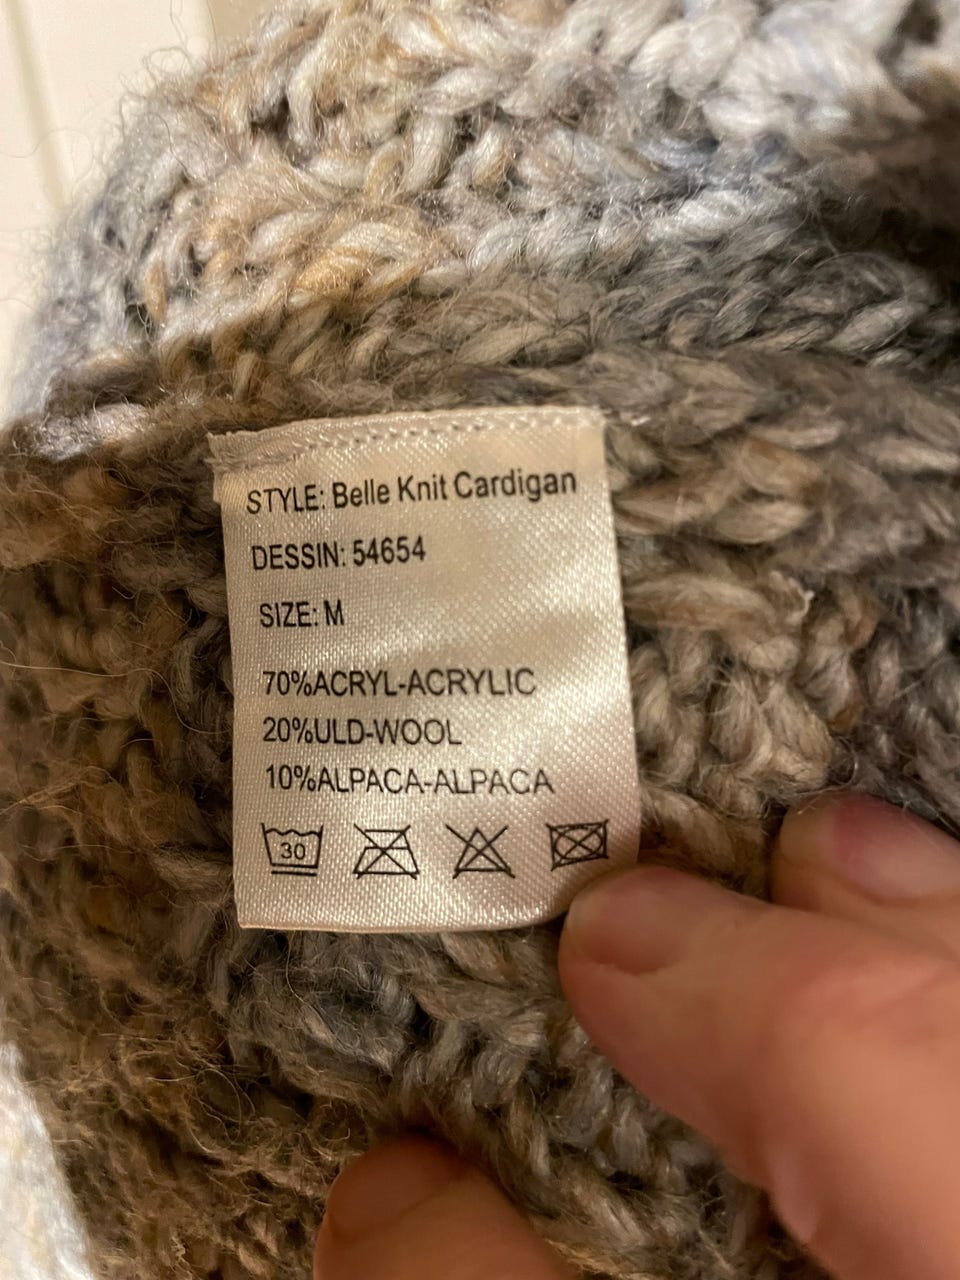 STYLE: Belle Knit Cardigan
DESSIN: 54654
SIZE: M
70%ACRYL-ACRYLIC
20%ULD-WOOL
10%ALPACA-ALPACA
30